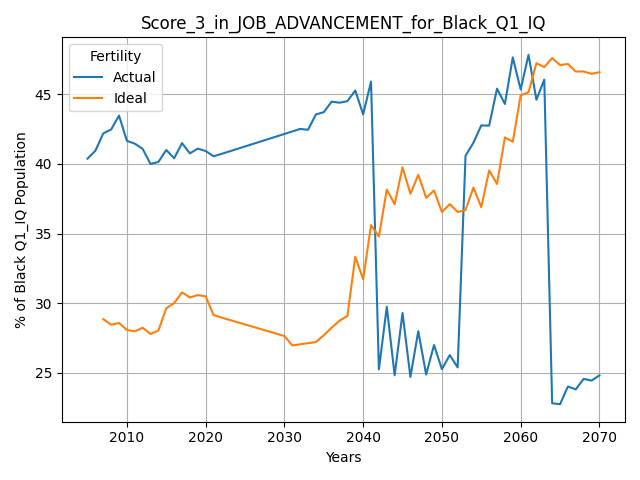 Score_3_in_JOB_ADVANCEMENT_for_Black_Q1_IQ
Fertility
Actual
Ideal
% of Black Q1_IQ Population
45
40
35
30
25
2010 2020 2030 2040 2050 2060 2070
Years